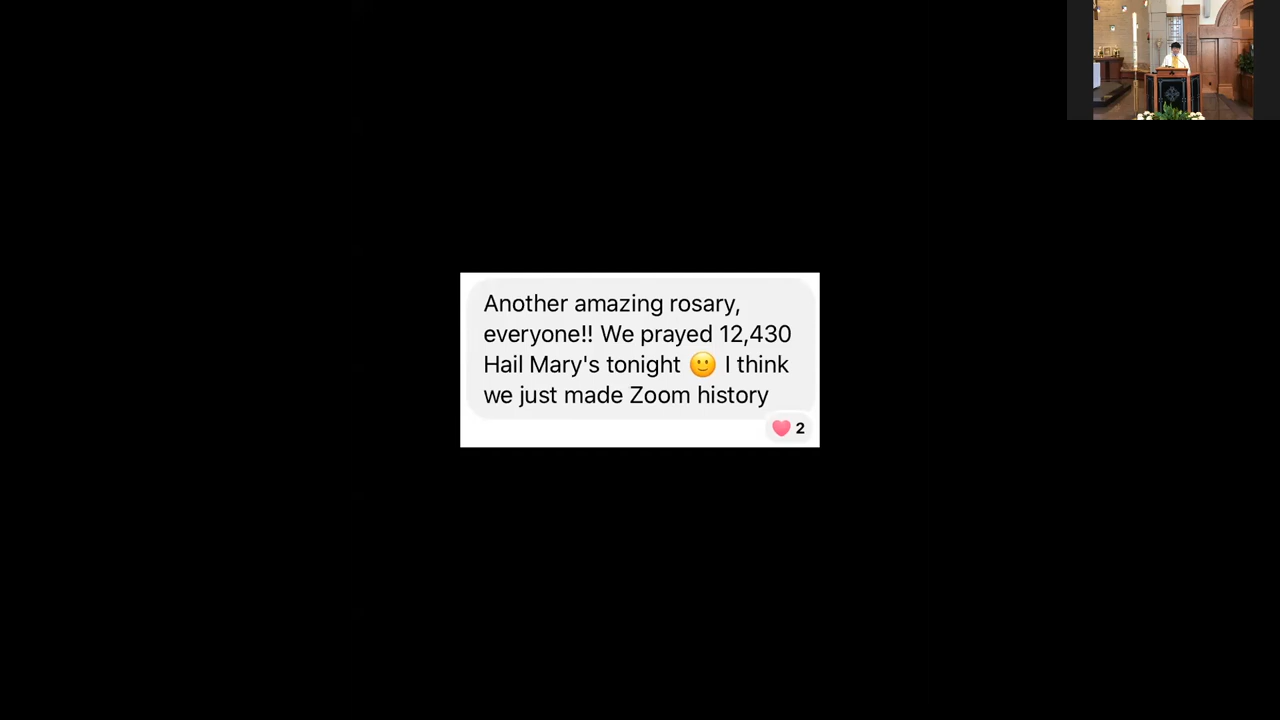 Another amazing rosary,
everyone!! We prayed 12,430
Hail Mary's tonight 🙂 I think
we just made Zoom history
❤️ 2